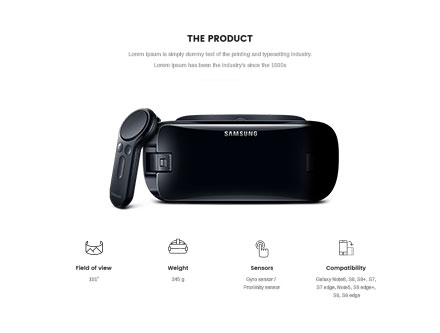 THE PRODUCT
Lorem Ipsum is simply dummy text of the printing and typesetting industry.
Lorem Ipsum has been the industry's since the 1500s
SAMSUNG
Field of view
101°
Weight
345 g
Sensors
Gyro sensor /
Proximity sensor
Compatibility
Galaxy Note8, S8, S8+, S7,
S7 edge, Note5, S6 edge+,
S6, S6 edge